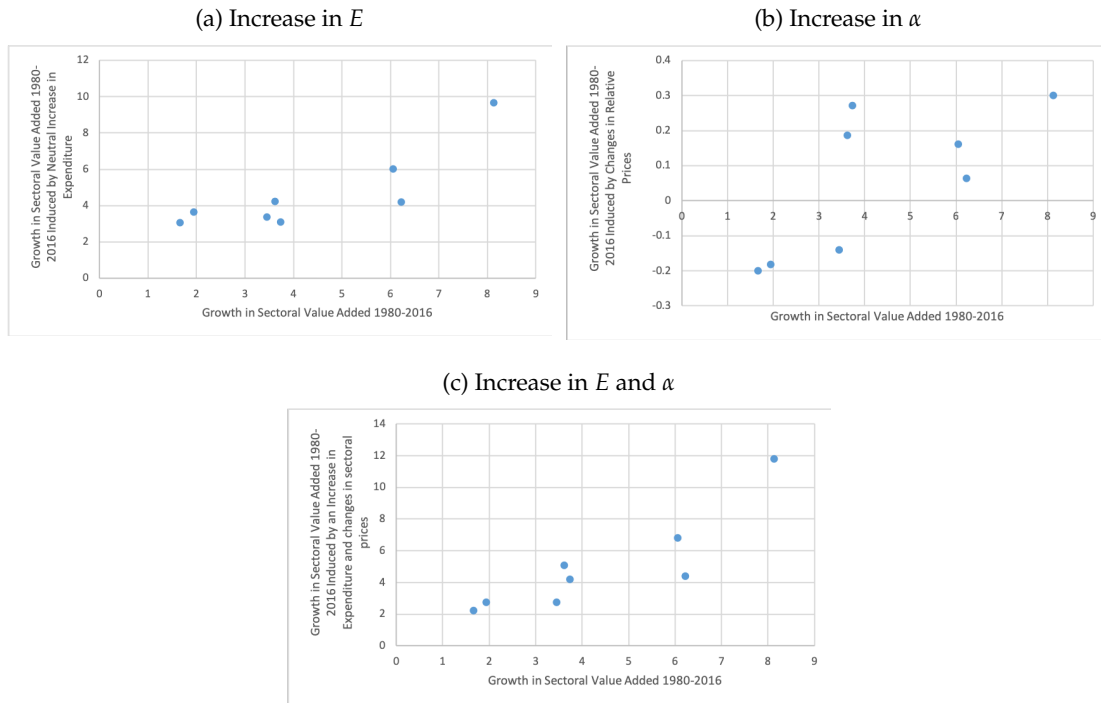 (a) Increase in E
Growth in Sectoral Value Added 1980-
2016 Induced by Neutral Increase in
Expenditure
12
10
8
6
4
2
0
0 1 2 3 4 5 6 7 8 9
Growth in Sectoral Value Added 1980-2016
(b) Increase in α
Growth in Sectoral Value Added 1980-
2016 Induced by Changes in Relative
Prices
0.4
0.3
0.2
0.1
0
-0.1
-0.2
-0.3
0 1 2 3 4 5 6 7 8 9
Growth in Sectoral Value Added 1980-2016
(c) Increase in E and α
Growth in Sectoral Value Added 1980-
2016 Induced by an Increase in
Expenditure and changes in sectoral
prices
14
12
10
8
6
4
2
0
0 1 2 3 4 5 6 7 8 9
Growth in Sectoral Value Added 1980-2016